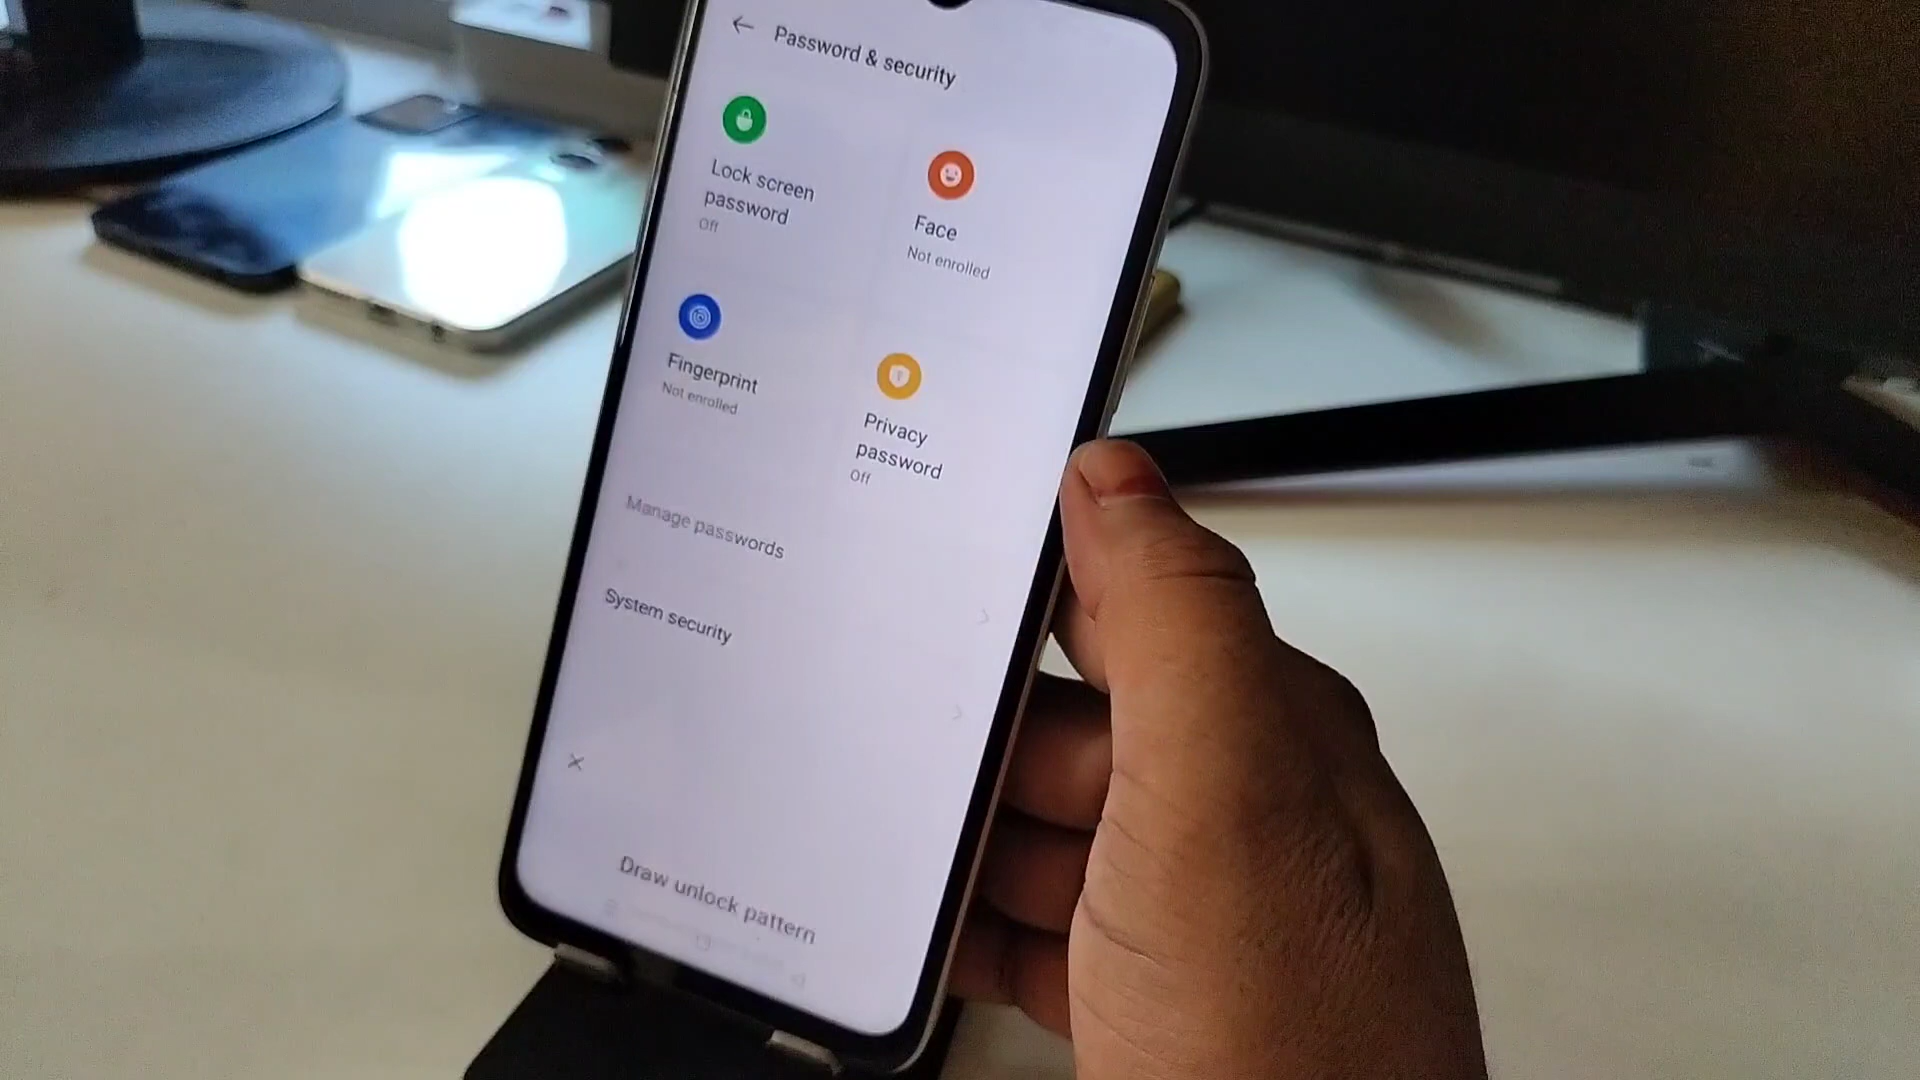 Password & security
Lock screen
password
Off
Face
Not enrolled
Fingerprint
Not enrolled
Privacy
password
Off
Manage passwords
System security
Draw unlock pattern